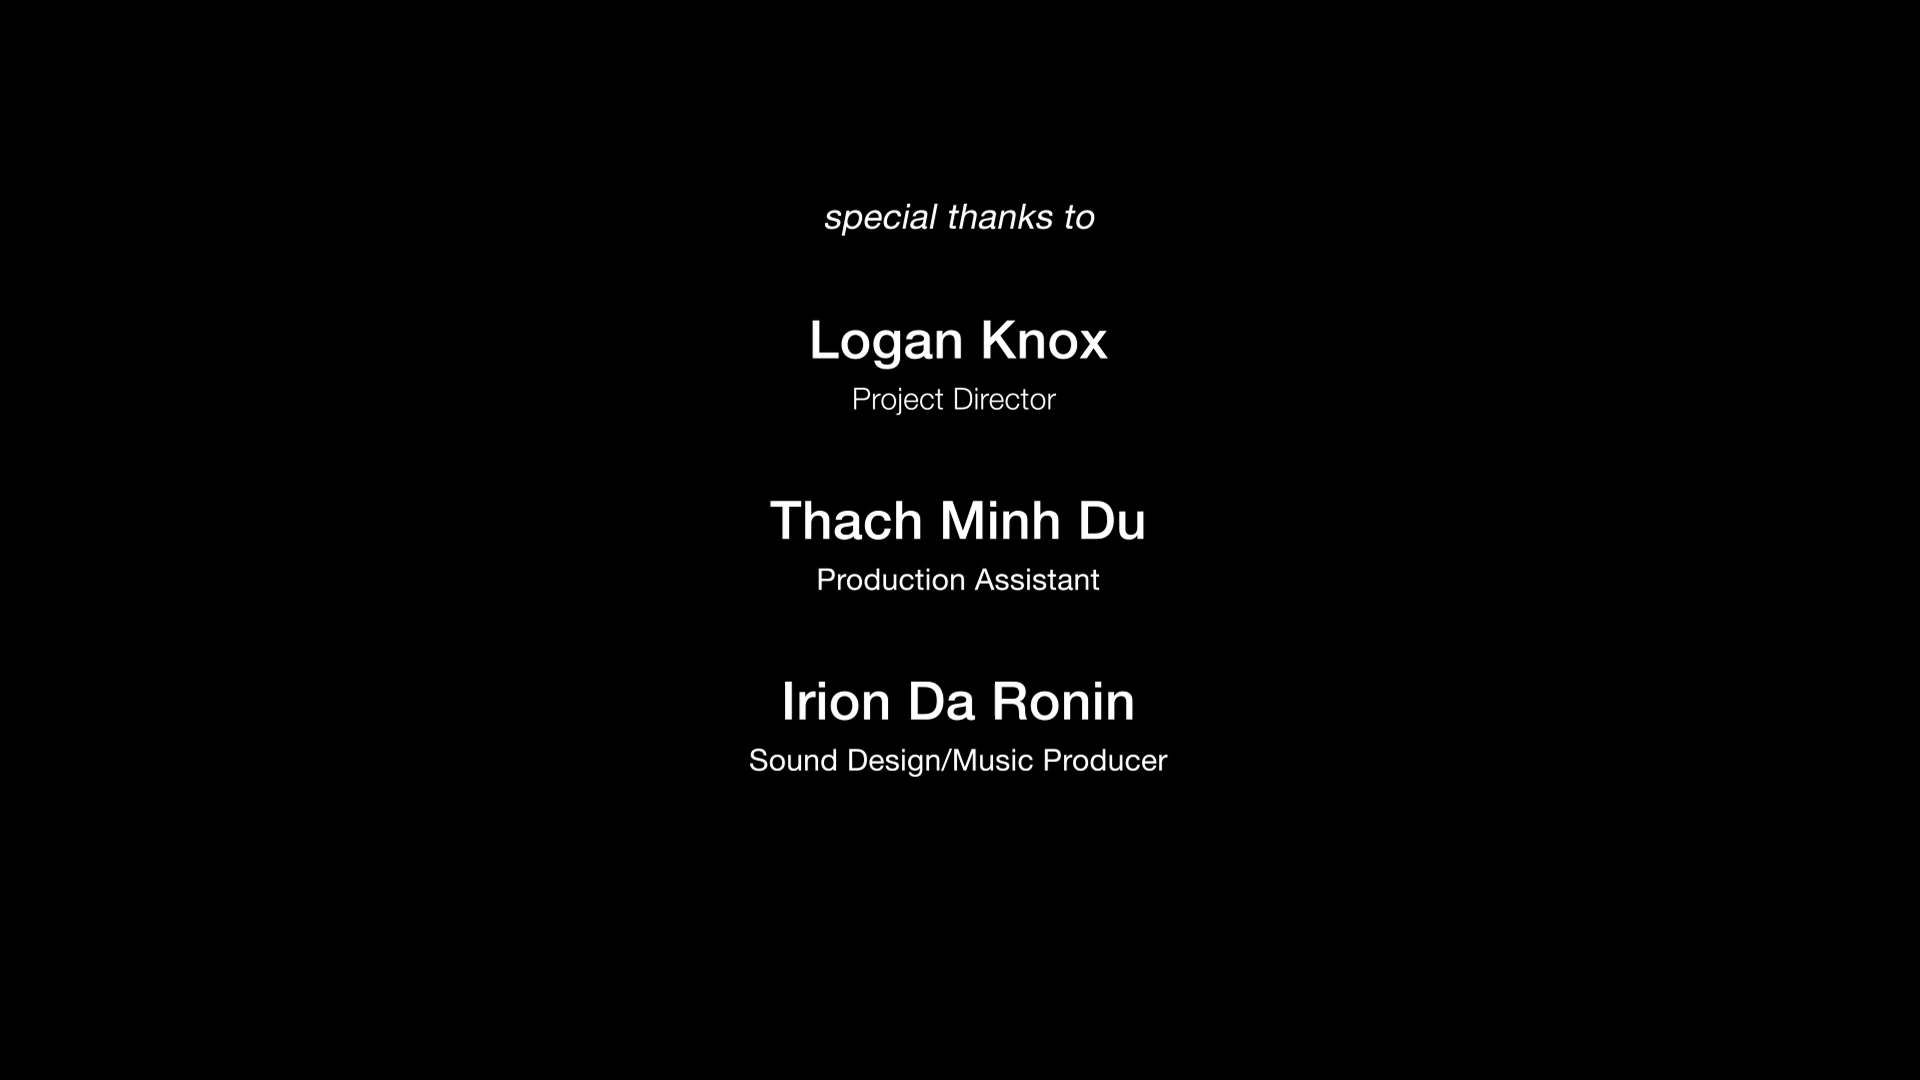 special thanks to
Logan Knox
Project Director
Thach Minh Du
Production Assistant
Irion Da Ronin
Sound Design/Music Producer